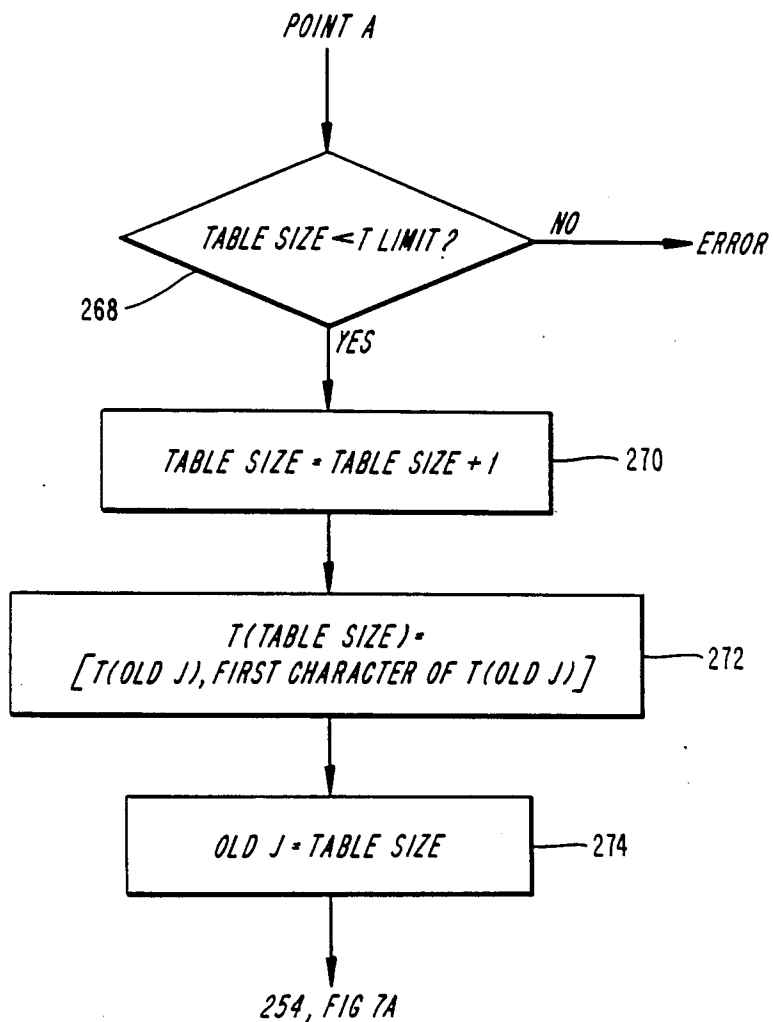 POINT A
TABLE SIZE < T LIMIT?
NO
ERROR
268
YES
TABLE SIZE = TABLE SIZE + 1
270
T(TABLE SIZE) =
[T(OLD J), FIRST CHARACTER OF T(OLD J)]
272
OLD J = TABLE SIZE
274
254, FIG 7A